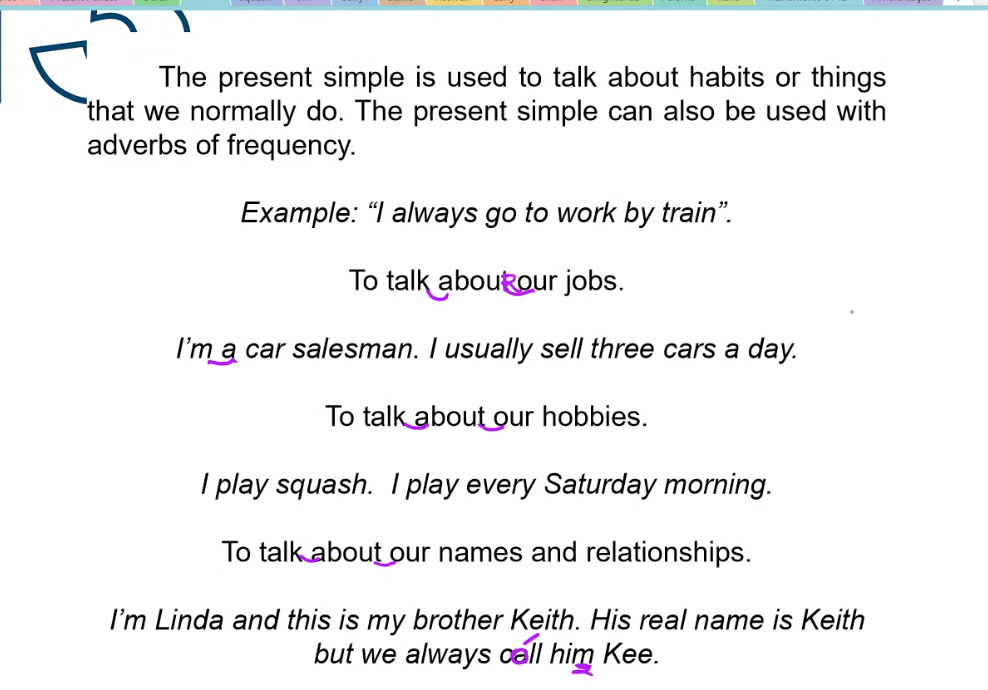 The present simple is used to talk about habits or things
that we normally do. The present simple can also be used with
adverbs of frequency.
Example: “I always go to work by train”.
To talk about our jobs.
I’m a car salesman. I usually sell three cars a day.
To talk about our hobbies.
I play squash.  I play every Saturday morning.
To talk about our names and relationships.
I’m Linda and this is my brother Keith. His real name is Keith
but we always call him Kee.